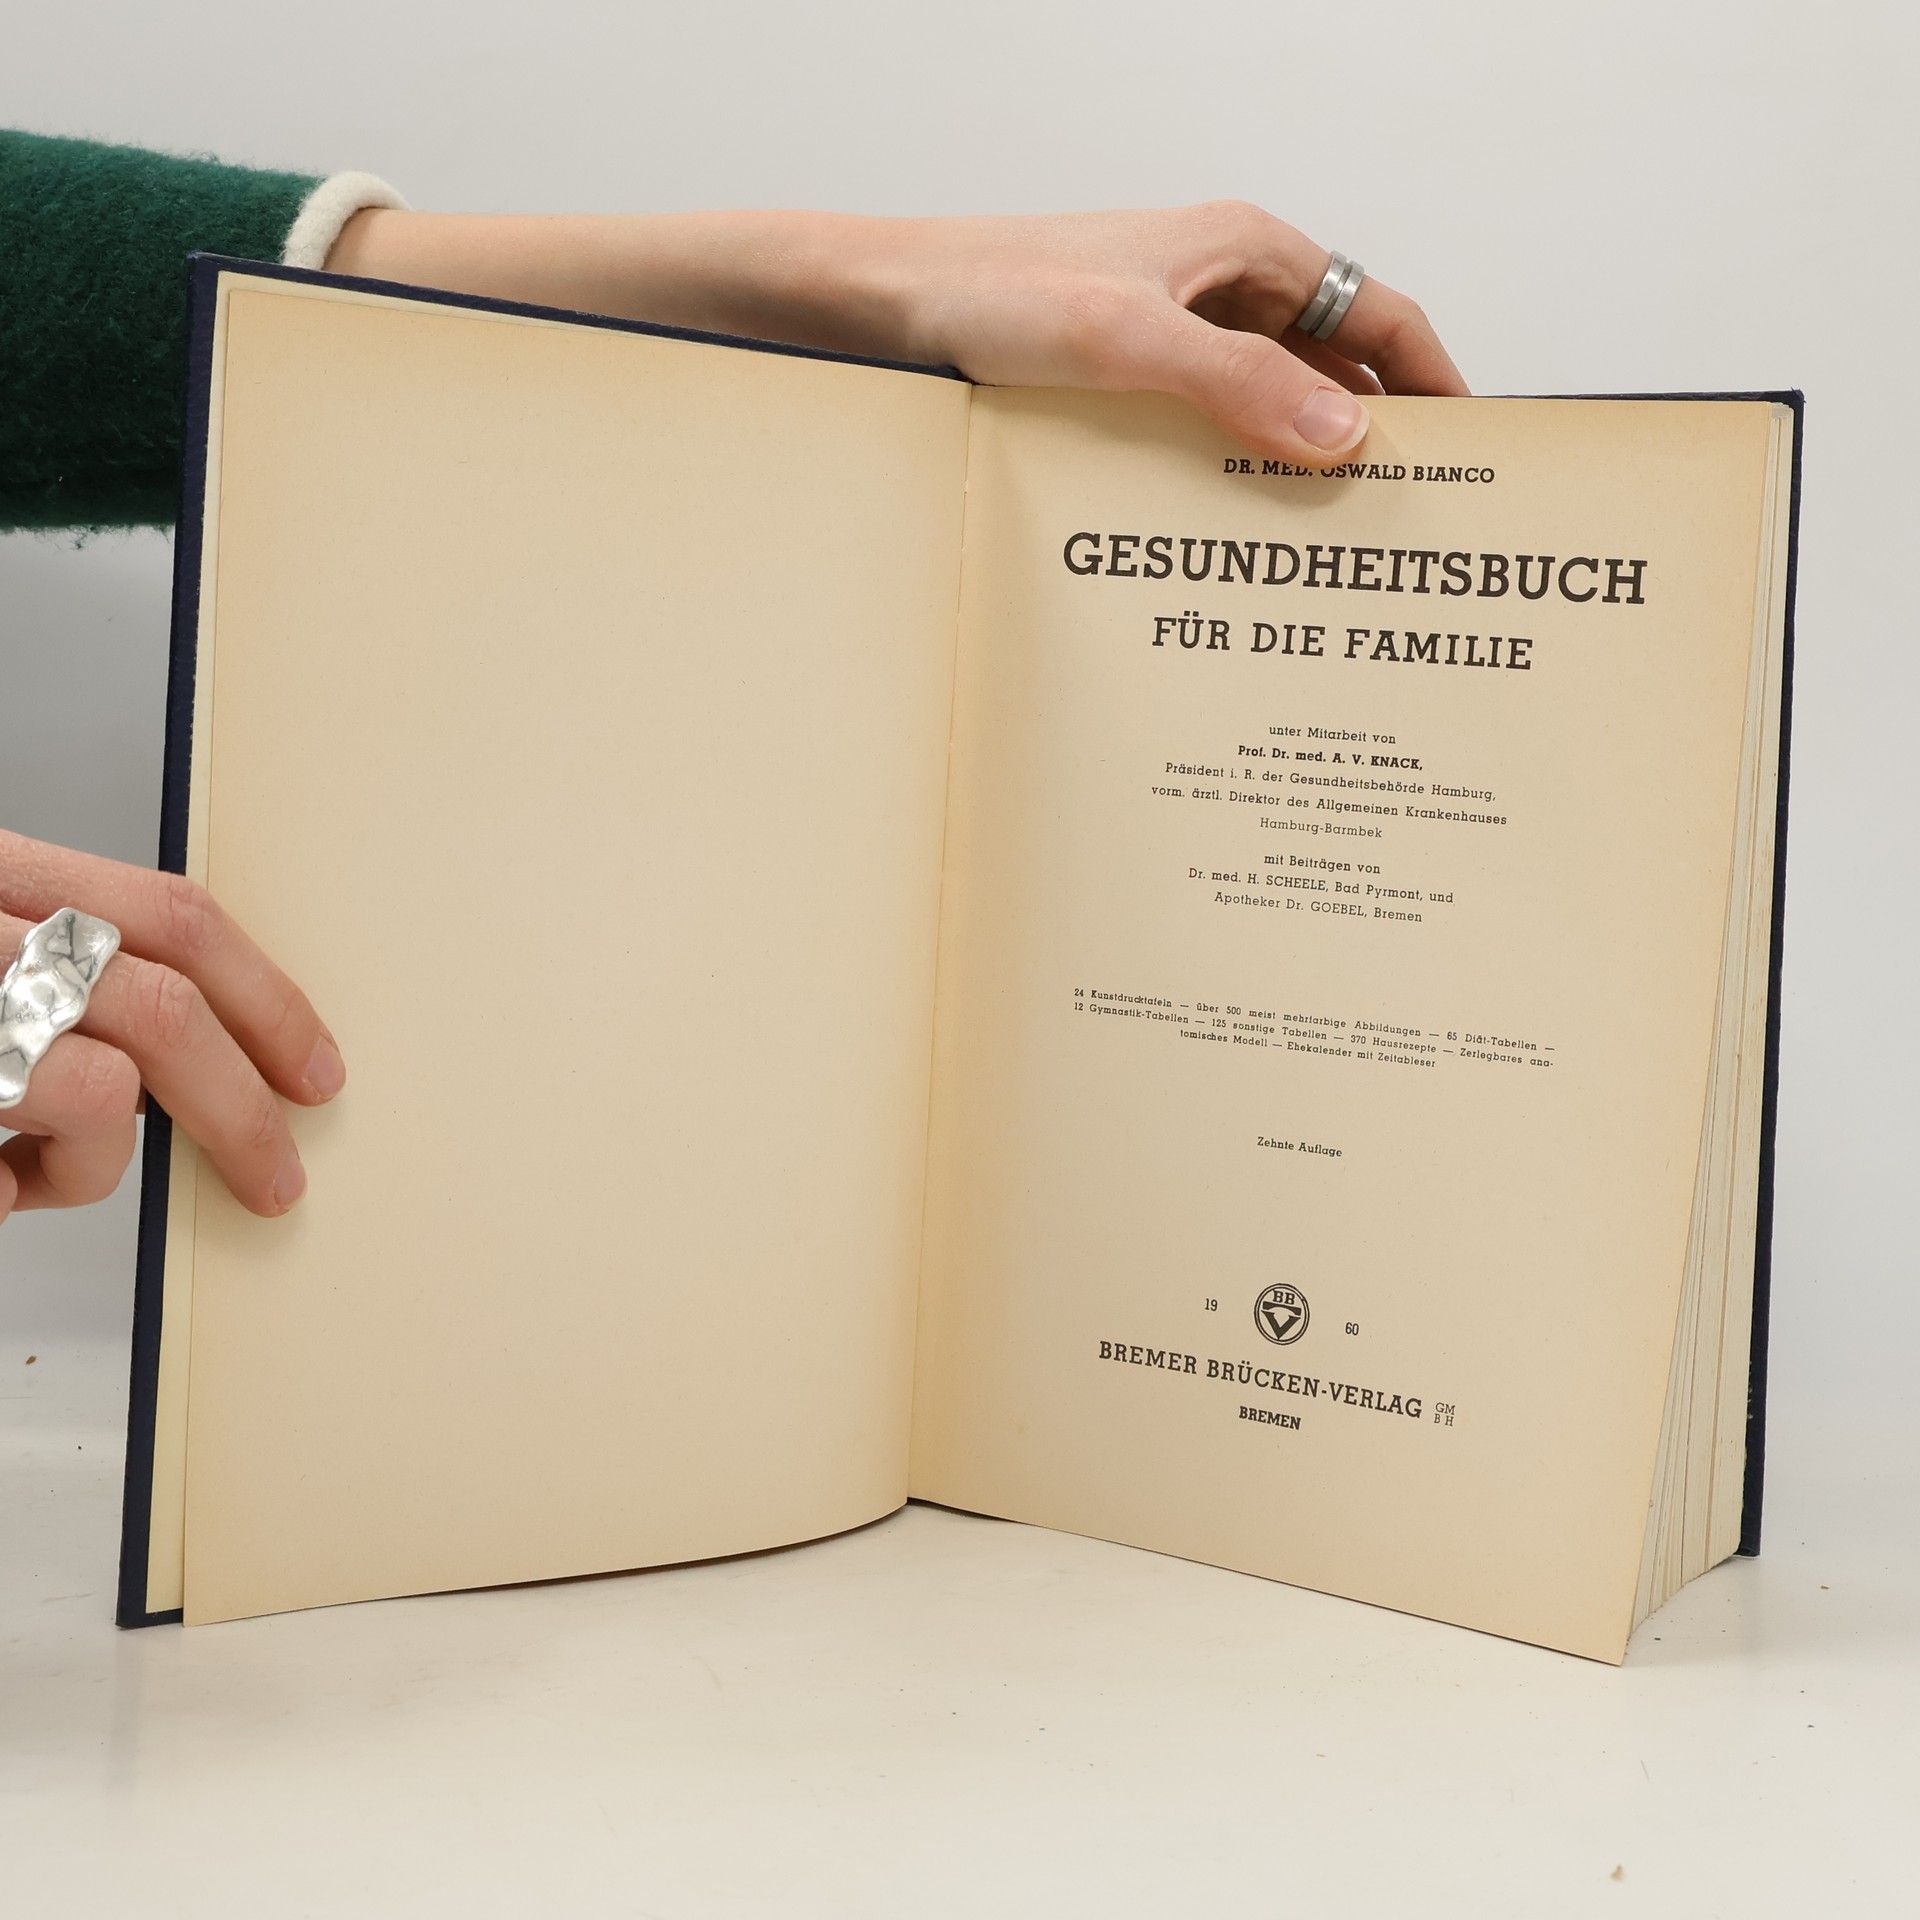 DR. MED. OSWALD BIANCO
GESUNDHEITSBUCH
FÜR DIE FAMILIE
unter Mitarbeit von
Prof. Dr. med. A. V. KNACK,
Präsident i. R. der Gesundheitsbehörde Hamburg,
vorm. ärztl. Direktor des Allgemeinen Krankenhauses
Hamburg-Barmbek
mit Beiträgen von
Dr. med. H. SCHEELE, Bad Pyrmont, und
Apotheker Dr. GOEBEL, Bremen
24 Kunstdrucktafeln — über 500 meist mehrfarbige Abbildungen — 65 Diät-Tabellen —
12 Gymnastik-Tabellen — 125 sonstige Tabellen — 370 Hausrezepte — Zerlegbares ana-
tomisches Modell — Ehekalender mit Zeitableser
Zehnte Auflage
19 BB V 60
BREMER BRÜCKEN-VERLAG GM
BH
BREMEN